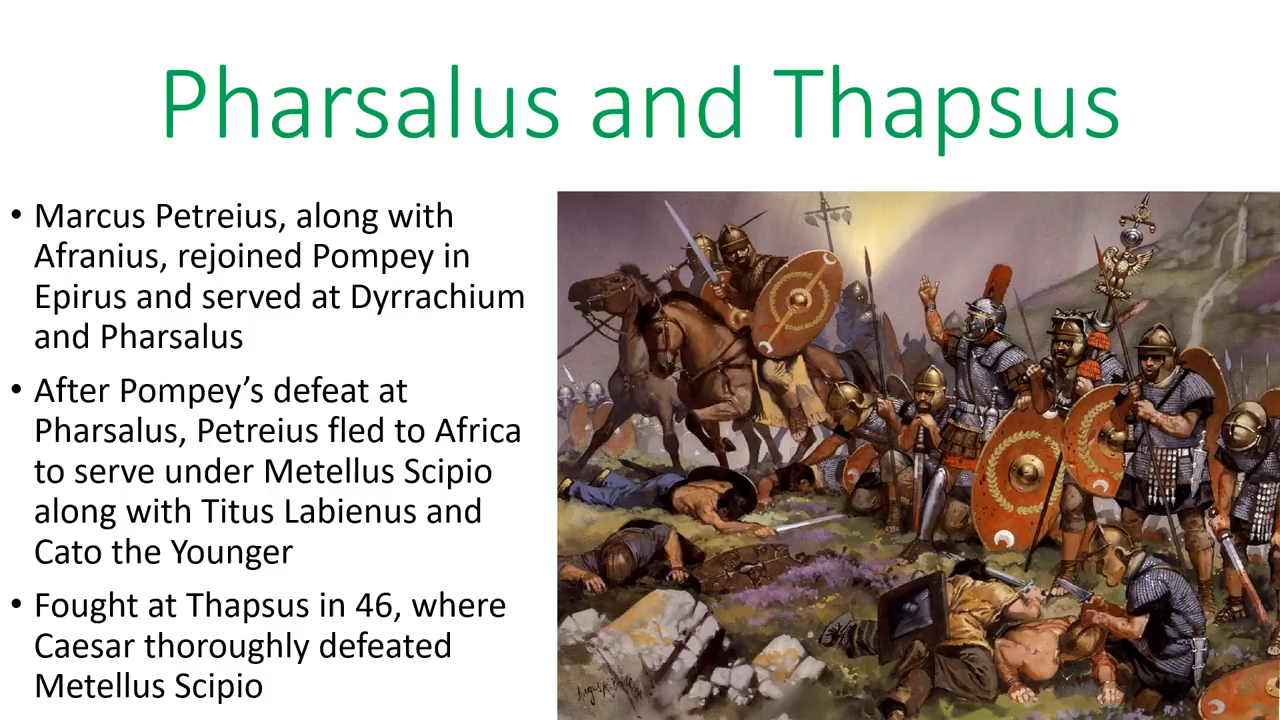 Pharsalus and Thapsus
• Marcus Petreius, along with
Afranius, rejoined Pompey in
Epirus and served at Dyrrachium
and Pharsalus
• After Pompey’s defeat at
Pharsalus, Petreius fled to Africa
to serve under Metellus Scipio
along with Titus Labienus and
Cato the Younger
• Fought at Thapsus in 46, where
Caesar thoroughly defeated
Metellus Scipio